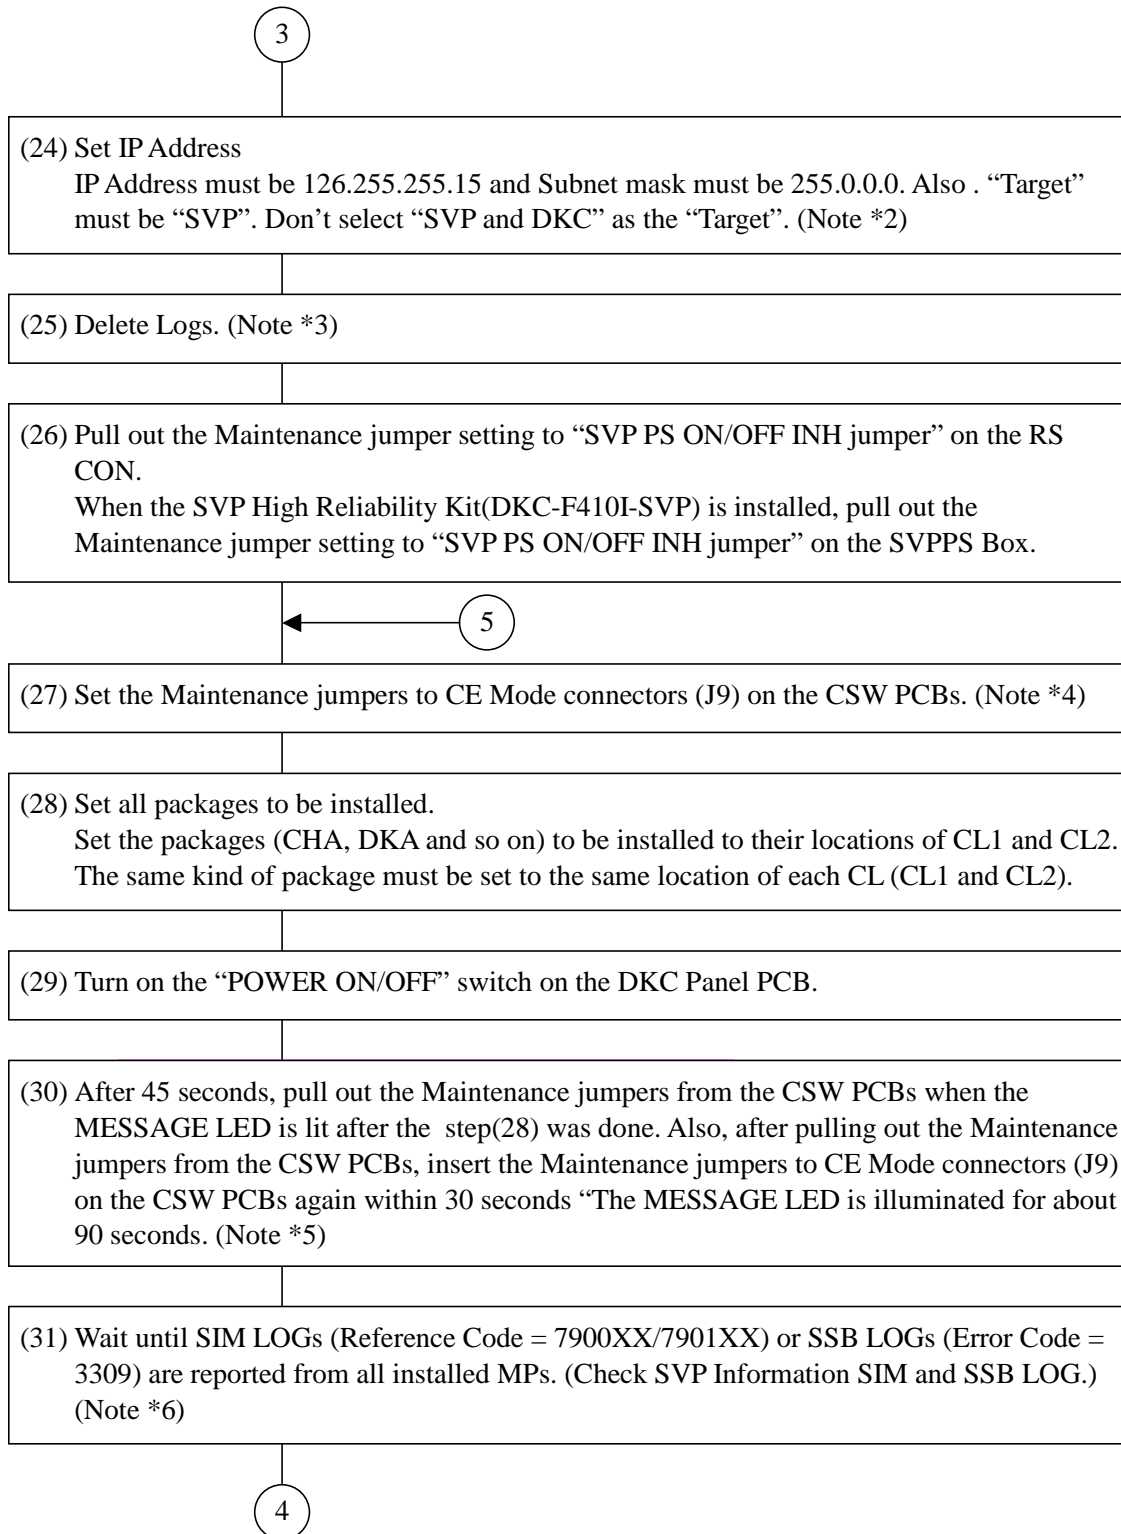 3
(24) Set IP Address
IP Address must be 126.255.255.15 and Subnet mask must be 255.0.0.0. Also . “Target”
must be “SVP”. Don’t select “SVP and DKC” as the “Target”. (Note *2)
(25) Delete Logs. (Note *3)
(26) Pull out the Maintenance jumper setting to “SVP PS ON/OFF INH jumper” on the RS
CON.
When the SVP High Reliability Kit(DKC-F410I-SVP) is installed, pull out the
Maintenance jumper setting to “SVP PS ON/OFF INH jumper” on the SVPPS Box.
5
(27) Set the Maintenance jumpers to CE Mode connectors (J9) on the CSW PCBs. (Note *4)
(28) Set all packages to be installed.
Set the packages (CHA, DKA and so on) to be installed to their locations of CL1 and CL2.
The same kind of package must be set to the same location of each CL (CL1 and CL2).
(29) Turn on the “POWER ON/OFF” switch on the DKC Panel PCB.
(30) After 45 seconds, pull out the Maintenance jumpers from the CSW PCBs when the
MESSAGE LED is lit after the step(28) was done. Also, after pulling out the Maintenance
jumpers from the CSW PCBs, insert the Maintenance jumpers to CE Mode connectors (J9)
on the CSW PCBs again within 30 seconds “The MESSAGE LED is illuminated for about
90 seconds. (Note *5)
(31) Wait until SIM LOGs (Reference Code = 7900XX/7901XX) or SSB LOGs (Error Code =
3309) are reported from all installed MPs. (Check SVP Information SIM and SSB LOG.)
(Note *6)
4